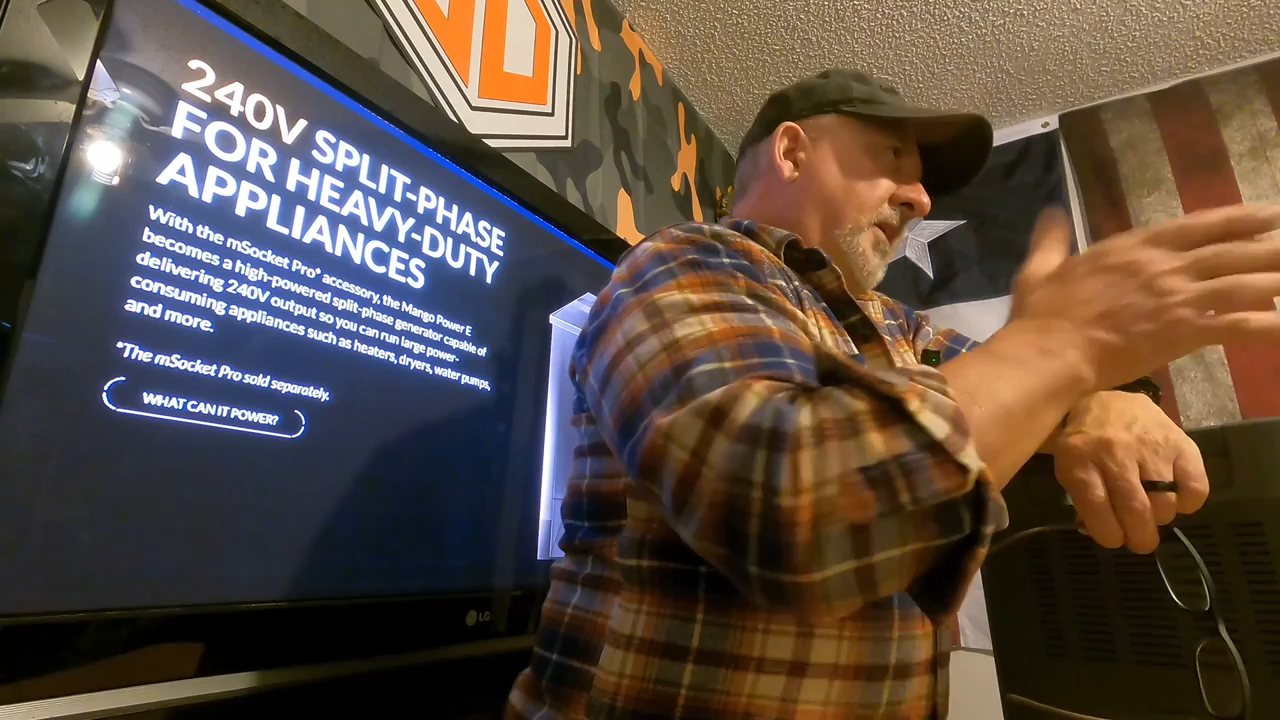 240V SPLIT-PHASE
FOR HEAVY-DUTY
APPLIANCES
With the mSocket Pro* accessory, the Mango Power E
becomes a high-powered split-phase generator capable of
delivering 240V output so you can run large power-
consuming appliances such as heaters, dryers, water pumps,
and more.
*The mSocket Pro sold separately.
WHAT CAN IT POWER?
LG